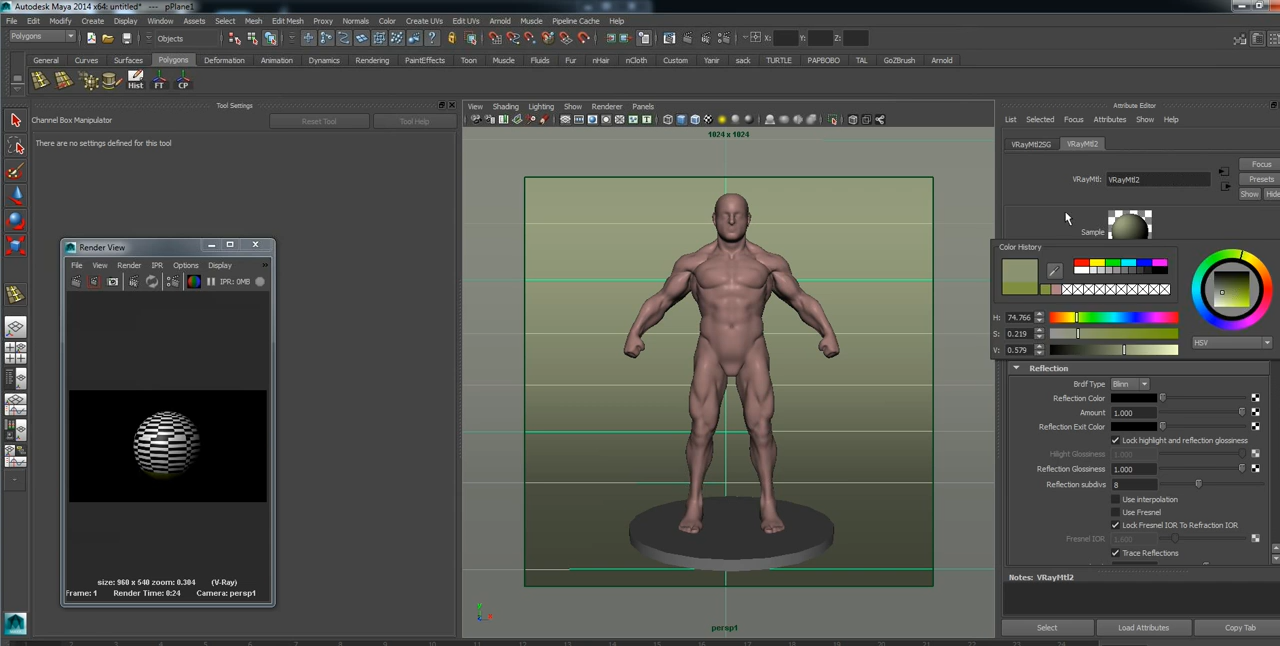 Autodesk Maya 2014 x64: untitled* --- pPlane1
File Edit Modify Create Display Window Assets Select Mesh Edit Mesh Proxy Normals Color Create UVs Edit UVs Arnold Muscle Pipeline Cache Help
Polygons Objects X: Y: Z:
General Curves Surfaces Polygons Deformation Animation Dynamics Rendering PaintEffects Toon Muscle Fluids Fur nHair nCloth Custom Yanir sack TURTLE PAPBOBO TAL GoZBrush Arnold
Hist FT CP
Tool Settings
Channel Box Manipulator Reset Tool Tool Help
There are no settings defined for this tool
Render View
File View Render IPR Options Display »
IPR: 0MB
size: 960 x 540 zoom: 0.304 (V-Ray)
Frame: 1 Render Time: 0:24 Camera: persp1
View Shading Lighting Show Renderer Panels
1024 x 1024
persp1
Attribute Editor
List Selected Focus Attributes Show Help
VRayMtl2SG VRayMtl2
Focus
VRayMtl: VRayMtl2 Presets
Show Hide
Sample
Color History
H: 74.766
S: 0.219
V: 0.579
HSV
Reflection
Brdf Type Blinn
Reflection Color
Amount 1.000
Reflection Exit Color
Lock highlight and reflection glossiness
Hilight Glossiness 1.000
Reflection Glossiness 1.000
Reflection subdivs 8
Use interpolation
Use Fresnel
Lock Fresnel IOR To Refraction IOR
Fresnel IOR 1.600
Trace Reflections
Notes: VRayMtl2
Select Load Attributes Copy Tab